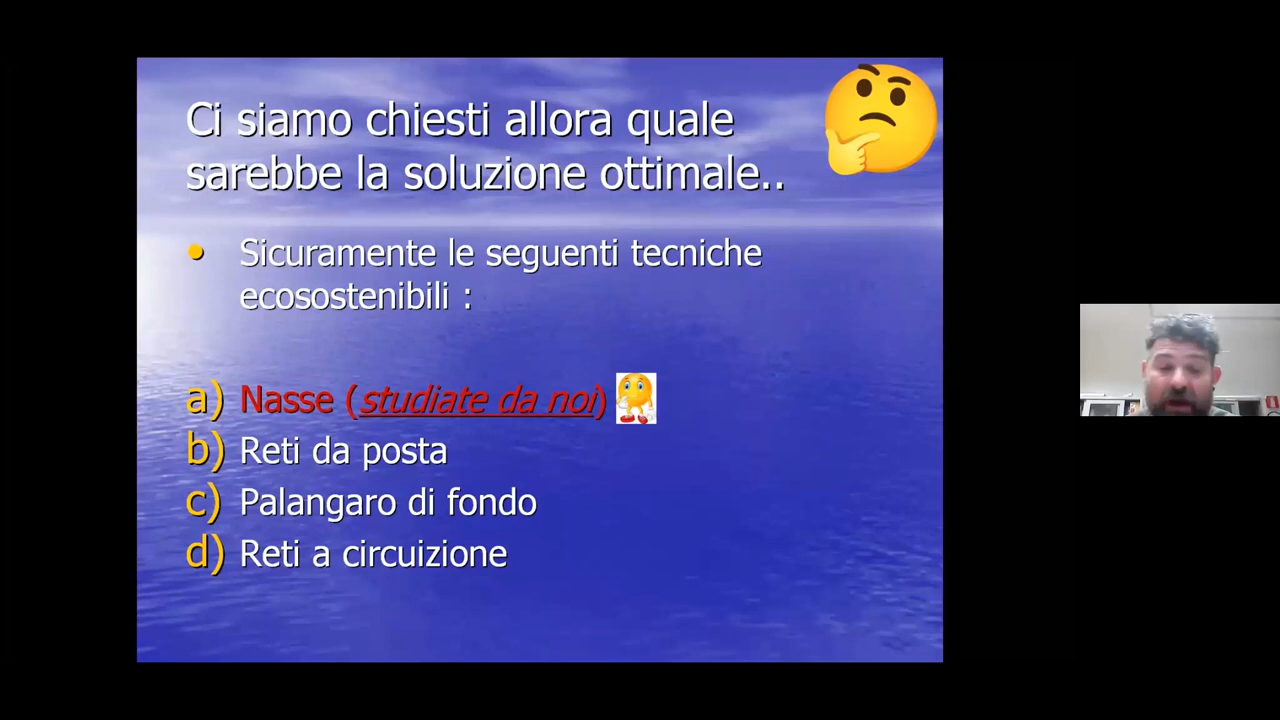 Ci siamo chiesti allora quale
sarebbe la soluzione ottimale..
• Sicuramente le seguenti tecniche
ecosostenibili :
a) Nasse (studiate da noi)
b) Reti da posta
c) Palangaro di fondo
d) Reti a circuizione